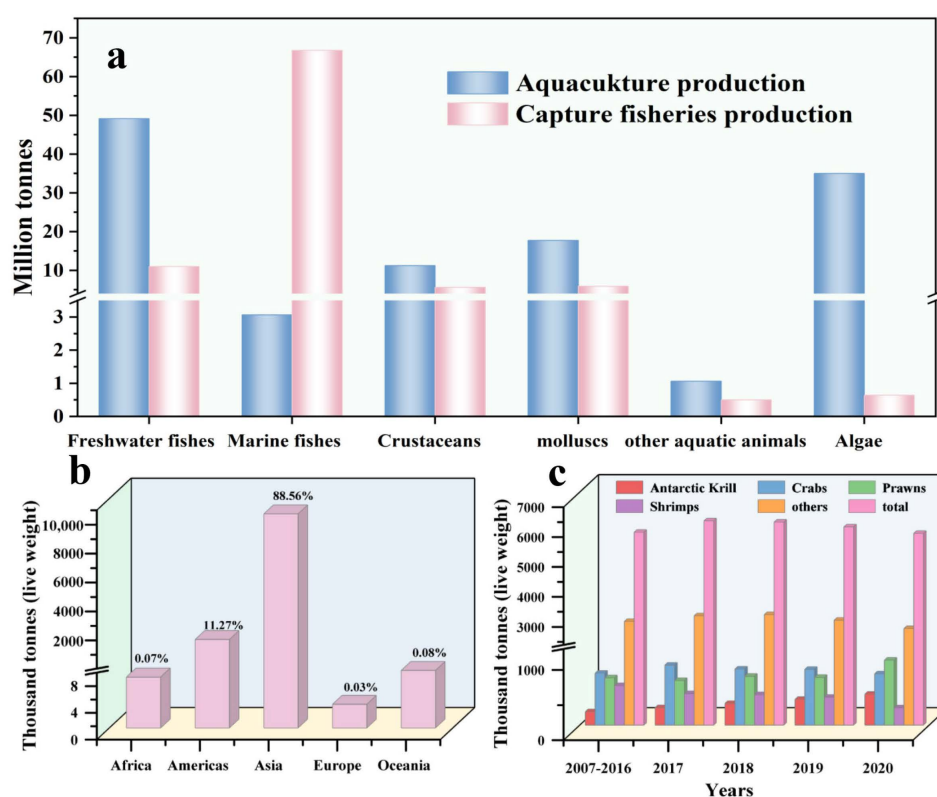 a
Aquacukture production
Capture fisheries production
Million tonnes
70
60
50
40
30
20
10
3
2
1
0
Freshwater fishes Marine fishes Crustaceans molluscs other aquatic animals Algae
b
Thousand tonnes (live weight)
10,000
8000
6000
4000
2000
8
4
0
0.07%
11.27%
88.56%
0.03%
0.08%
Africa Americas Asia Europe Oceania
c
Antarctic Krill Crabs Prawns
Shrimps others total
Thousand tonnes (live weight)
7000
6000
5000
4000
3000
1000
0
2007-2016 2017 2018 2019 2020
Years